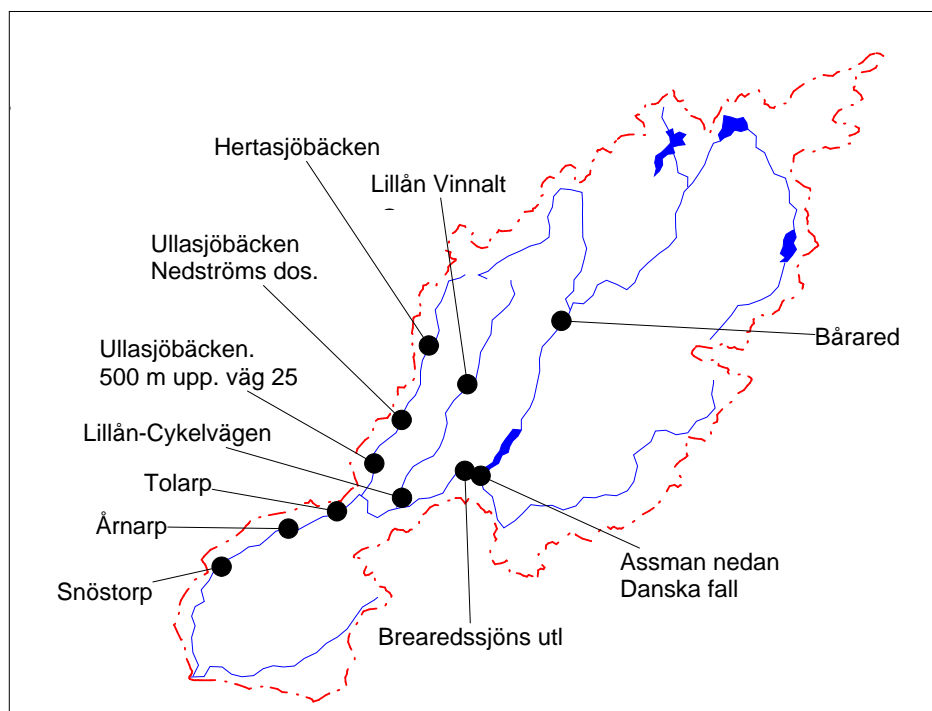 Hertasjöbäcken
Lillån Vinnalt
Ullasjöbäcken
Nedströms dos.
Ullasjöbäcken.
500 m upp. väg 25
Bårared
Lillån-Cykelvägen
Tolarp
Årnarp
Snöstorp
Assman nedan
Danska fall
Brearedssjöns utl